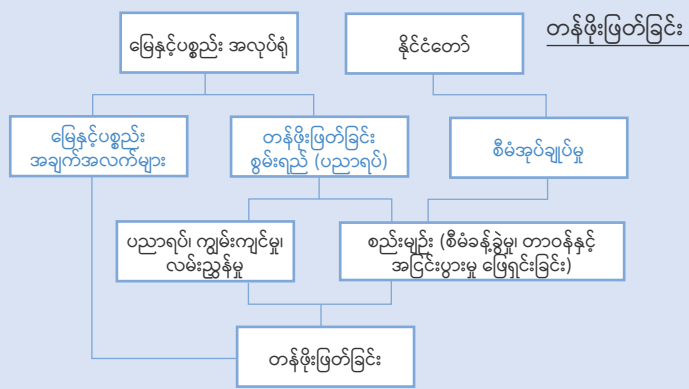 တန်ဖိုးဖြတ်ခြင်း
မြေနှင့်ပစ္စည်း အလုပ်ရုံ
နိုင်ငံတော်
မြေနှင့်ပစ္စည်း
အချက်အလက်များ
တန်ဖိုးဖြတ်ခြင်း
စွမ်းရည် (ပညာရပ်)
စီမံအုပ်ချုပ်မှု
ပညာရပ်၊ ကျွမ်းကျင်မှု၊
လမ်းညွှန်မှု
စည်းမျဉ်း (စီမံခန့်ခွဲမှု၊ တာဝန်နှင့်
အငြင်းပွားမှု ဖြေရှင်းခြင်း)
တန်ဖိုးဖြတ်ခြင်း